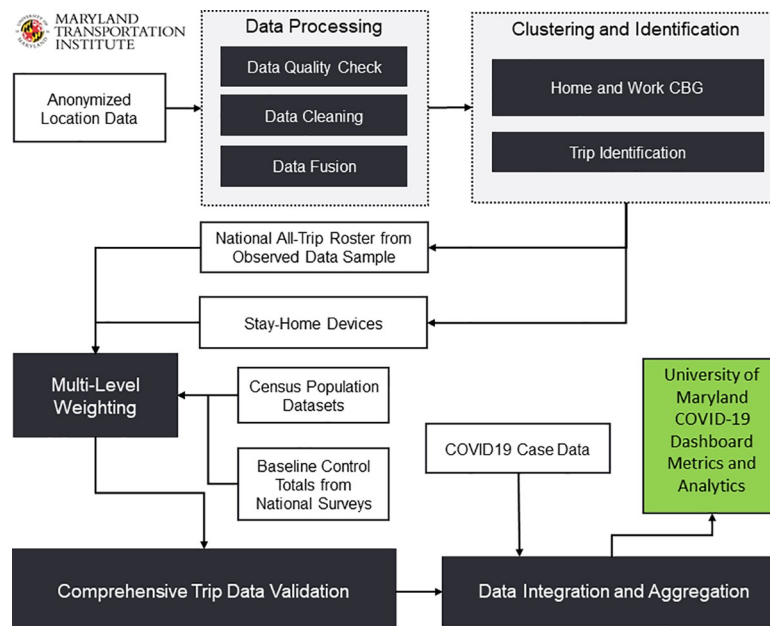 MARYLAND
TRANSPORTATION
INSTITUTE
Data Processing
Data Quality Check
Data Cleaning
Data Fusion
Clustering and Identification
Home and Work CBG
Trip Identification
Anonymized
Location Data
National All-Trip Roster from
Observed Data Sample
Stay-Home Devices
Multi-Level
Weighting
Census Population
Datasets
Baseline Control
Totals from
National Surveys
COVID19 Case Data
University of
Maryland
COVID-19
Dashboard
Metrics and
Analytics
Comprehensive Trip Data Validation
Data Integration and Aggregation